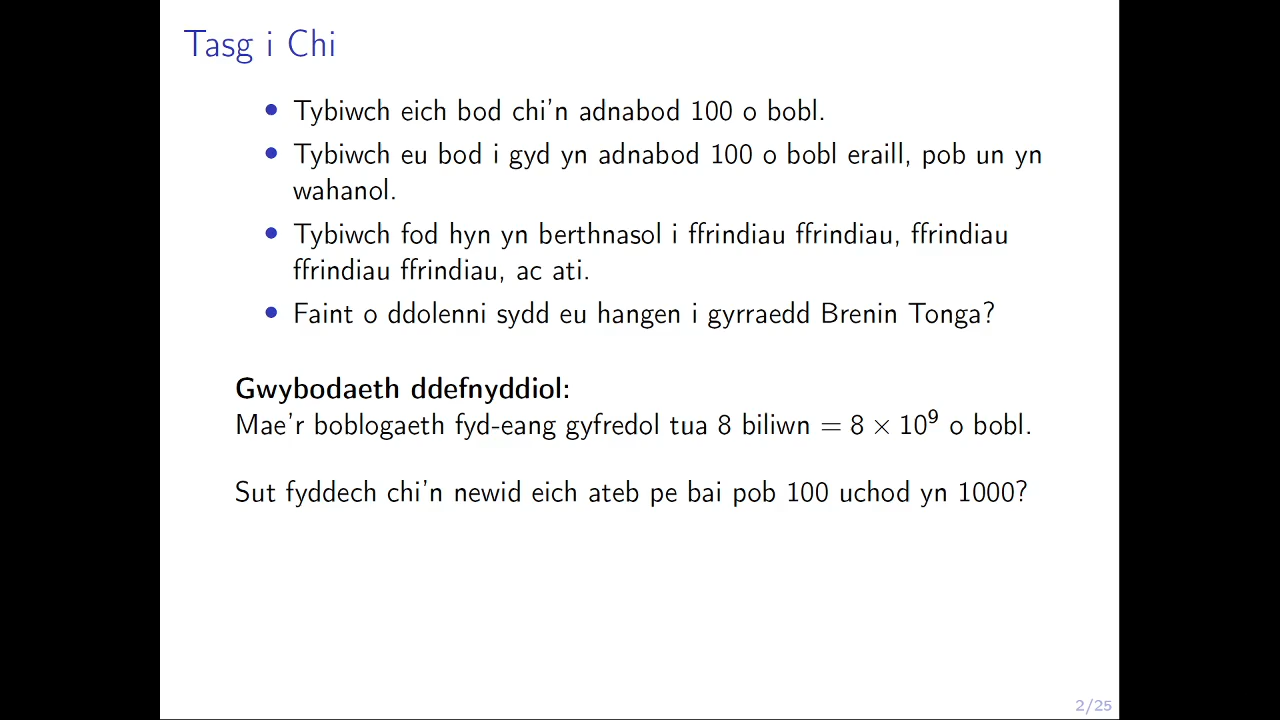 Tasg i Chi
• Tybiwch eich bod chi'n adnabod 100 o bobl.
• Tybiwch eu bod i gyd yn adnabod 100 o bobl eraill, pob un yn
wahanol.
• Tybiwch fod hyn yn berthnasol i ffrindiau ffrindiau, ffrindiau
ffrindiau ffrindiau, ac ati.
• Faint o ddolenni sydd eu hangen i gyrraedd Brenin Tonga?
Gwybodaeth ddefnyddiol:
Mae'r boblogaeth fyd-eang gyfredol tua 8 biliwn = 8 × 10⁹ o bobl.
Sut fyddech chi'n newid eich ateb pe bai pob 100 uchod yn 1000?
2/25